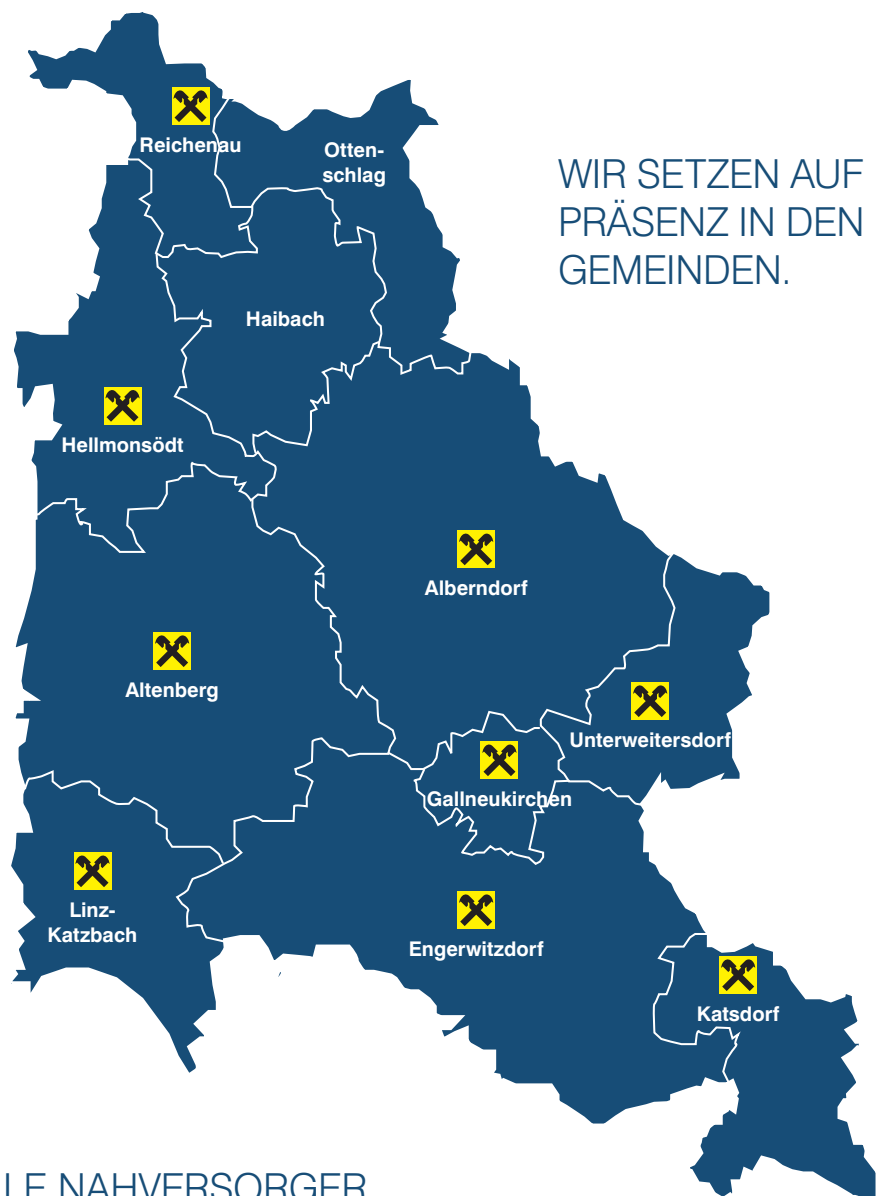 Reichenau
Otten-
schlag
WIR SETZEN AUF
PRÄSENZ IN DEN
GEMEINDEN.
Haibach
Hellmonsödt
Alberndorf
Altenberg
Unterweitersdorf
Gallneukirchen
Linz-
Katzbach
Engerwitzdorf
Katsdorf
NAHVERSORGER